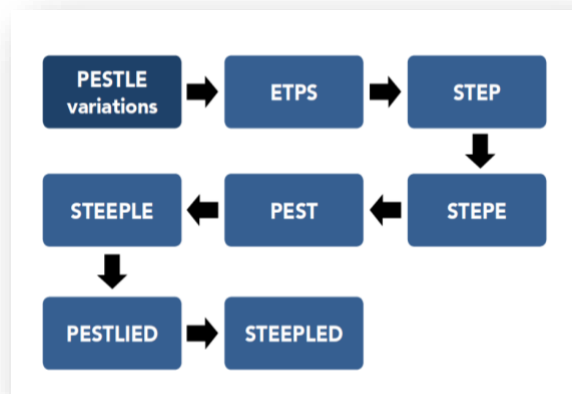 PESTLE
variations
ETPS
STEP
STEPE
PEST
STEEPLE
PESTLIED
STEEPLED